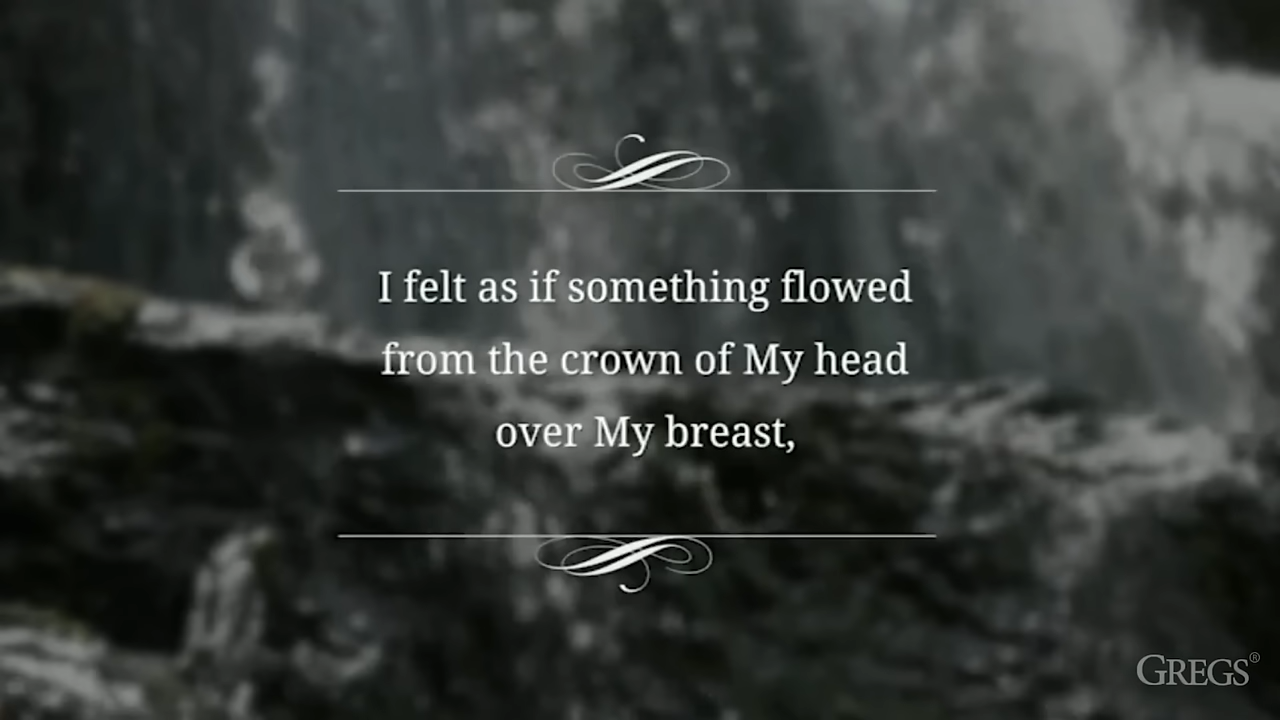 I felt as if something flowed
from the crown of My head
over My breast,
GREGS®